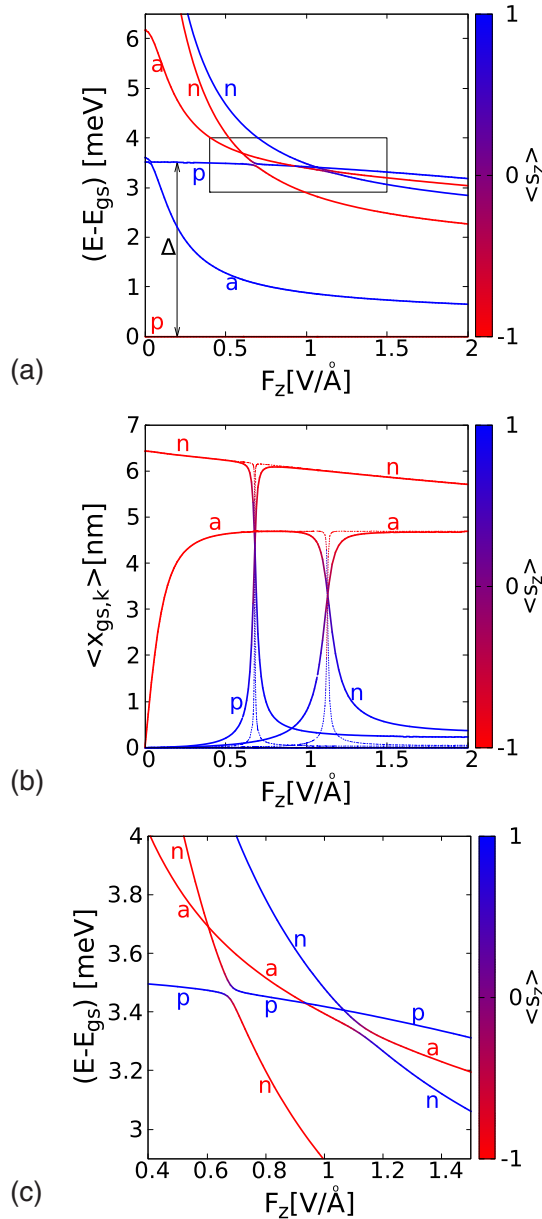 6
5
4
3
2
1
0
(E-E_gs) [meV]
a
n
n
p
Δ
a
p
0 0.5 1 1.5 2
F_z[V/Å]
1
0
-1
<s_z>
(a)
7
6
5
4
3
2
1
0
<x_gs,k>[nm]
n
n
a
a
p
n
0 0.5 1 1.5 2
F_z[V/Å]
1
0
-1
<s_z>
(b)
4
3.8
3.6
3.4
3.2
3
(E-E_gs) [meV]
n
a
n
a
p
p
p
a
n
n
0.4 0.6 0.8 1 1.2 1.4
F_z[V/Å]
1
0
-1
<s_z>
(c)